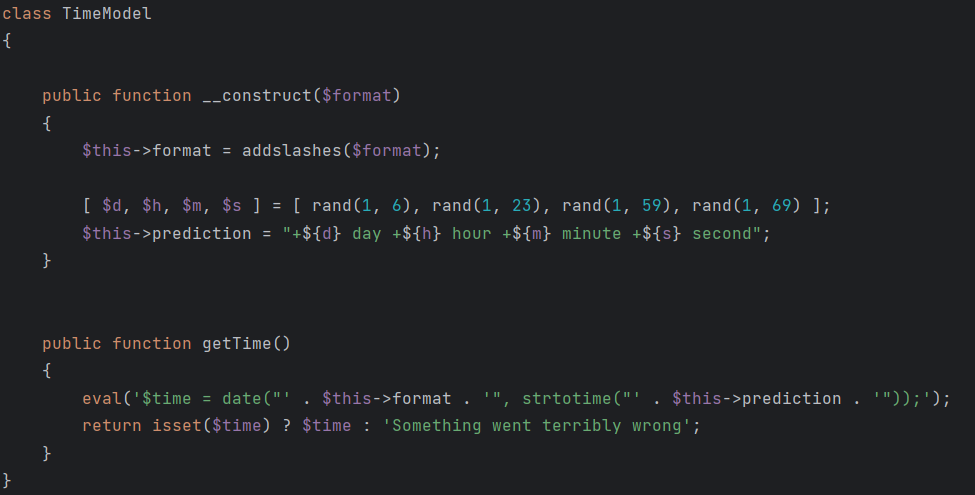 class TimeModel
{
public function __construct($format)
{
$this->format = addslashes($format);
[ $d, $h, $m, $s ] = [ rand(1, 6), rand(1, 23), rand(1, 59), rand(1, 69) ];
$this->prediction = "+${d} day +${h} hour +${m} minute +${s} second";
}
public function getTime()
{
eval('$time = date("' . $this->format . '", strtotime("' . $this->prediction . '"));');
return isset($time) ? $time : 'Something went terribly wrong';
}
}